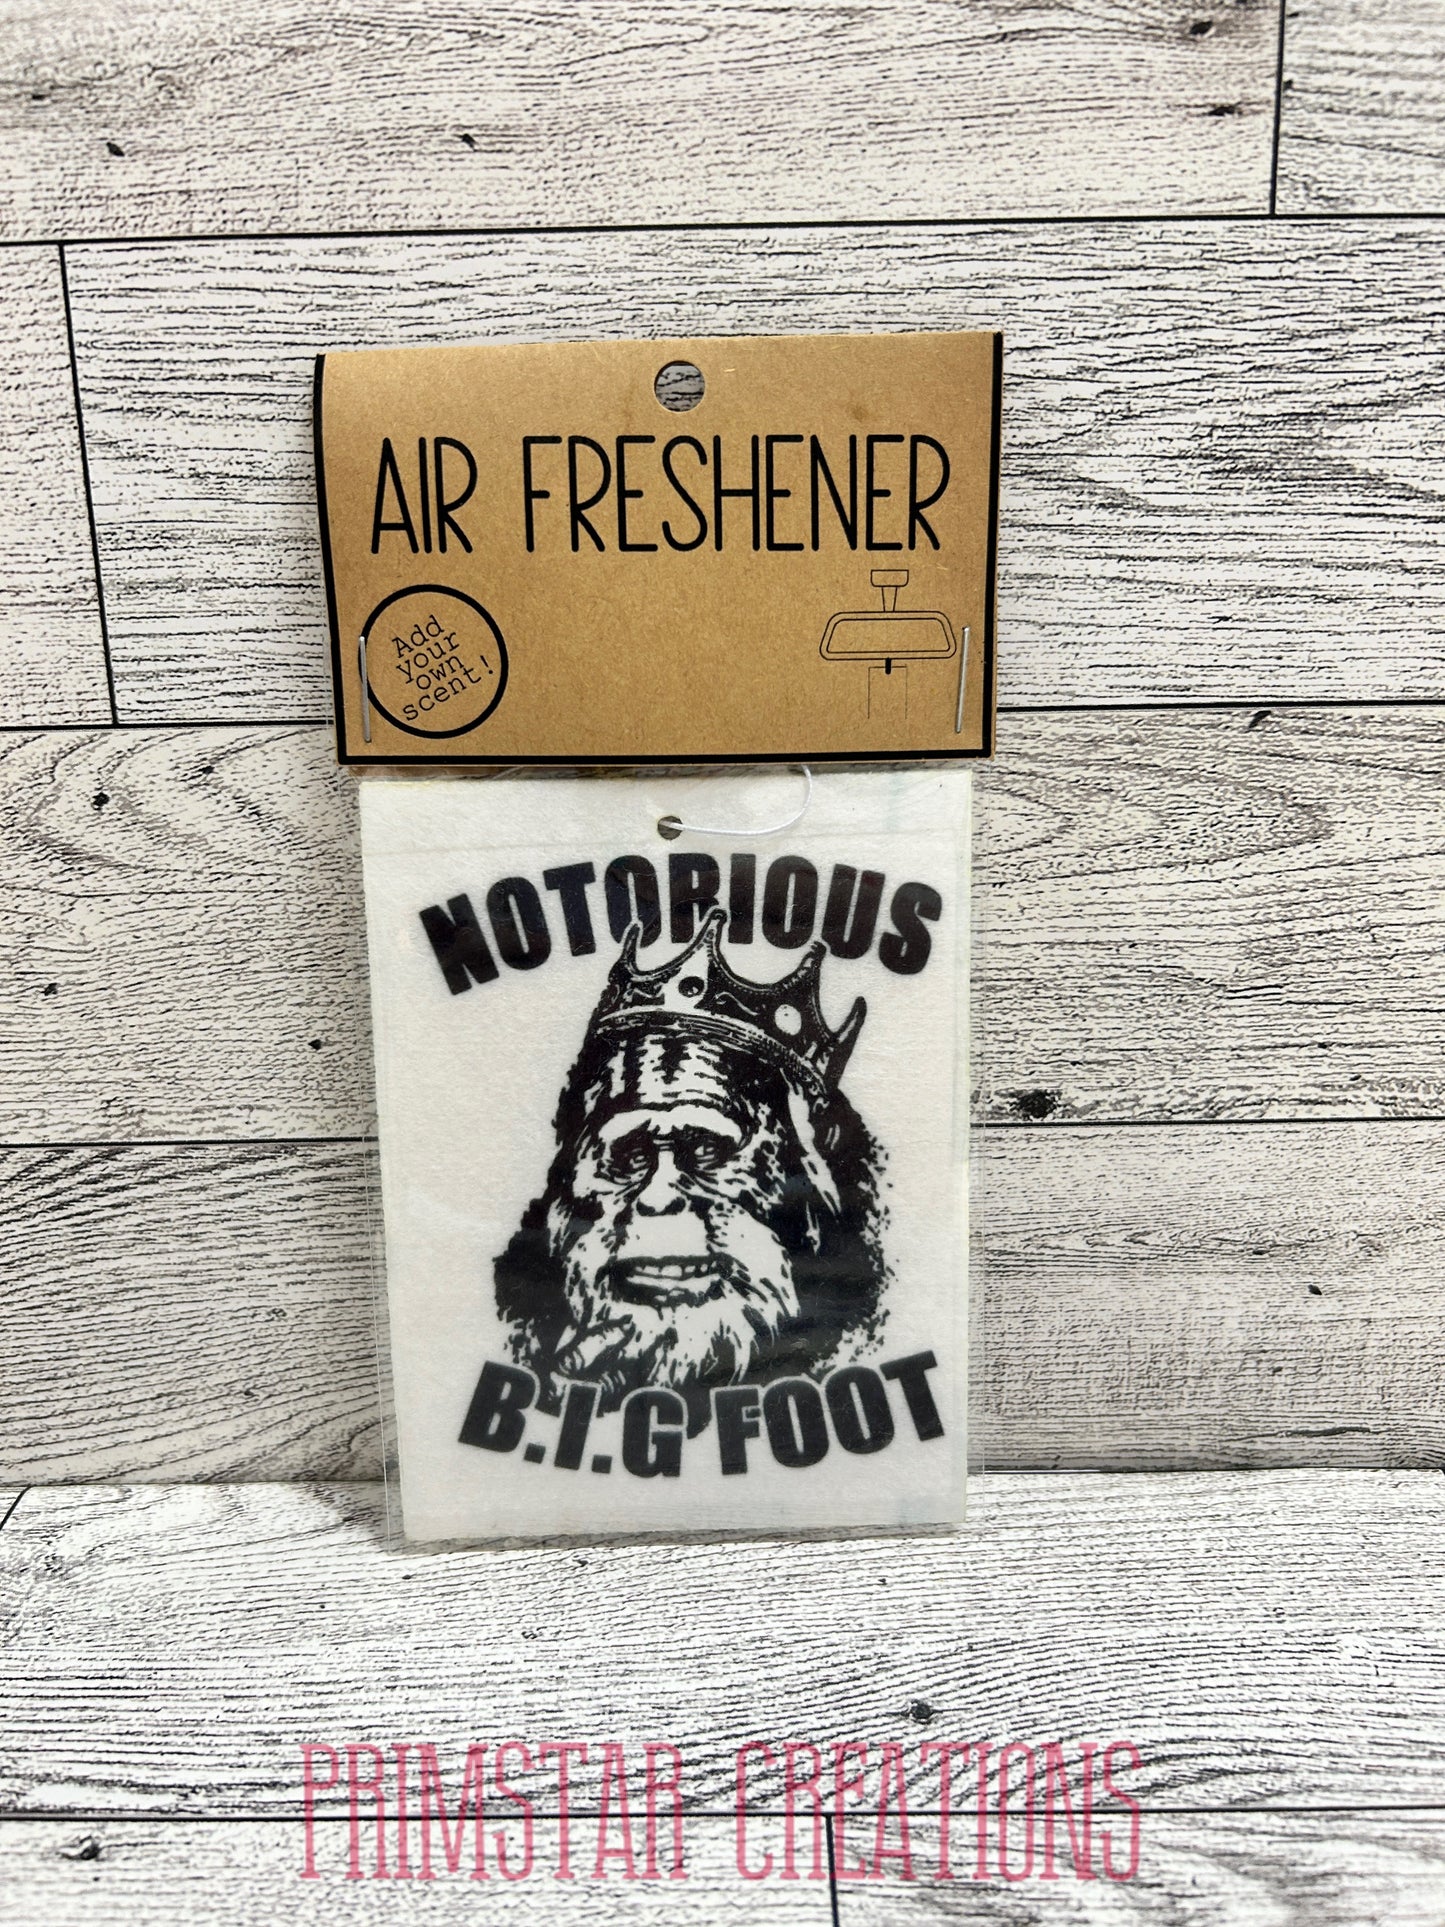 AIR FRESHENER
Add
your
own
scent!
NOTORIOUS
B.I.G FOOT
PRIMSTAR CREATIONS